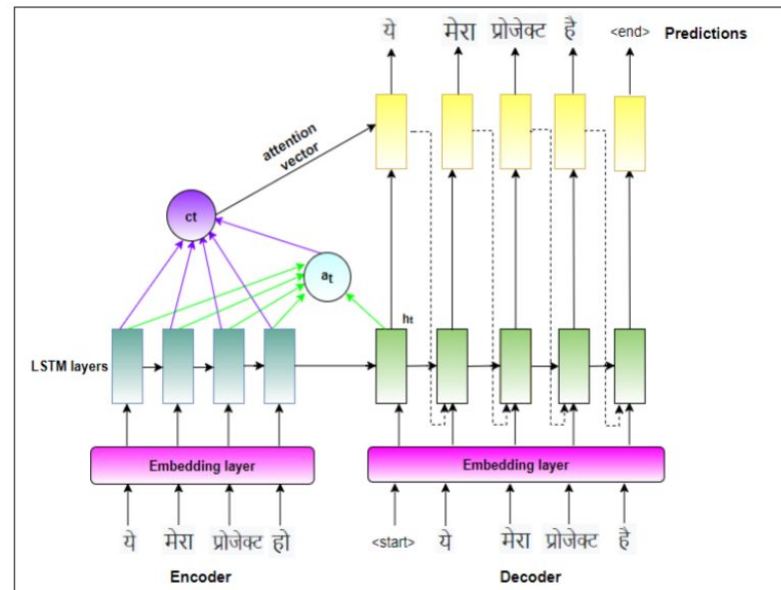 ये मेरा प्रोजेक्ट है <end> Predictions
attention
vector
ct
at
ht
LSTM layers
Embedding layer Embedding layer
ये मेरा प्रोजेक्ट हो <start> ये मेरा प्रोजेक्ट है
Encoder Decoder